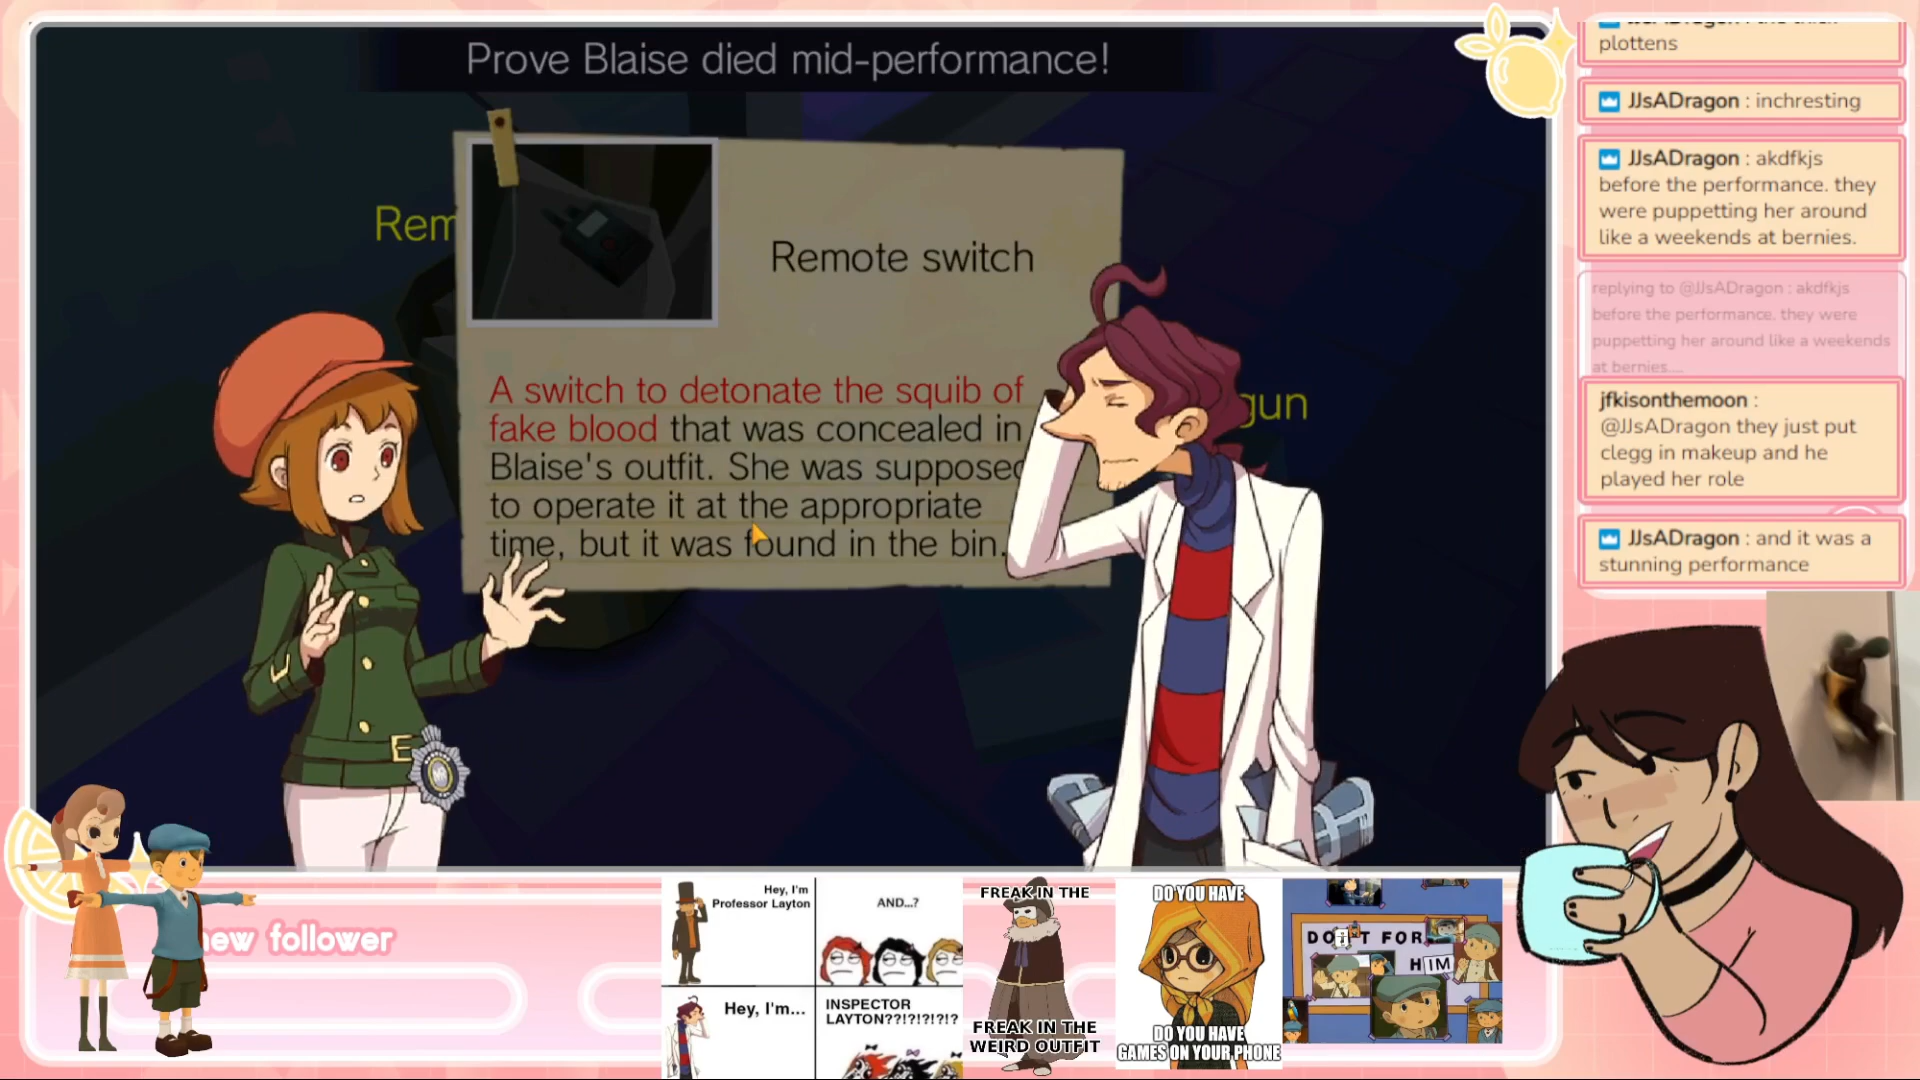 Prove Blaise died mid-performance!
Rem
Remote switch
gun
A switch to detonate the squib of
fake blood that was concealed in
Blaise's outfit. She was supposed
to operate it at the appropriate
time, but it was found in the bin.
plottens
JJsADragon : inchresting
JJsADragon : akdfkjs
before the performance. they
were puppetting her around
like a weekends at bernies.
replying to @JJsADragon : akdfkjs
before the performance. they were
puppetting her around like a weekends
at bernies....
jfkisonthemoon :
@JJsADragon they just put
clegg in makeup and he
played her role
JJsADragon : and it was a
stunning performance
new follower
Hey, I'm
Professor Layton
AND...?
Hey, I'm...
INSPECTOR
LAYTON??!?!?!?!?
FREAK IN THE
FREAK IN THE
WEIRD OUTFIT
DO YOU HAVE
DO YOU HAVE
GAMES ON YOUR PHONE
FOR
HIM